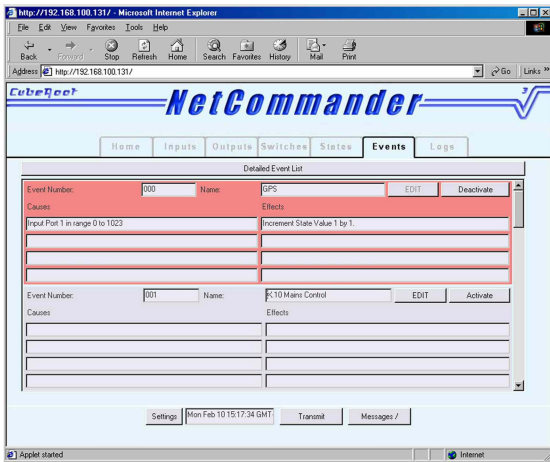 http://192.168.100.131/ - Microsoft Internet Explorer
File Edit View Favorites Tools Help
Back Forward Stop Refresh Home Search Favorites History Mail Print
Address http://192.168.100.131/ Go Links »
CubeRoot NetCommander 3√
Home Inputs Outputs Switches States Events Logs
Detailed Event List
Event Number: 000 Name: GPS EDIT Deactivate
Causes Effects
Input Port 1 in range 0 to 1023 Increment State Value 1 by 1.
Event Number: 001 Name: K10 Mains Control EDIT Activate
Causes Effects
Settings Mon Feb 10 15:17:34 GMT Transmit Messages /
Applet started Internet